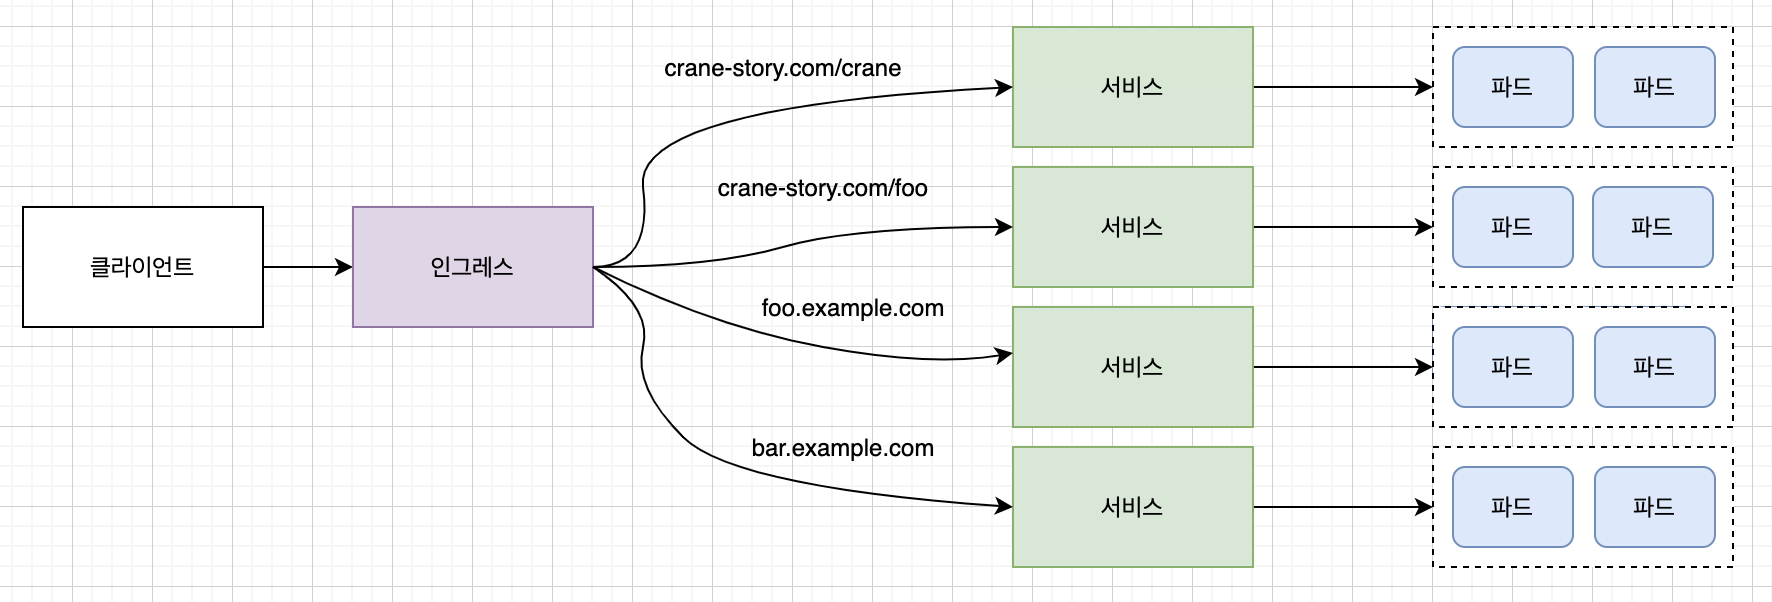 crane-story.com/crane
서비스
파드
파드
crane-story.com/foo
서비스
파드
파드
클라이언트
인그레스
foo.example.com
서비스
파드
파드
bar.example.com
서비스
파드
파드